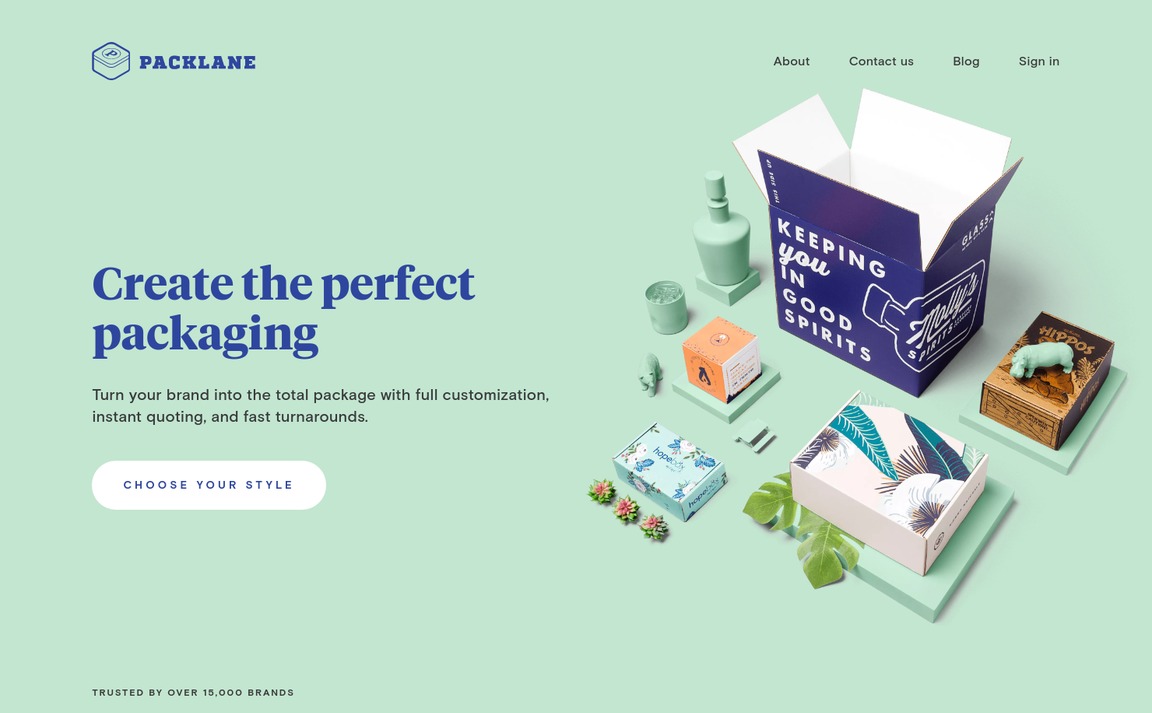 PACKLANE
About
Contact us
Blog
Sign in
Create the perfect
packaging
Turn your brand into the total package with full customization,
instant quoting, and fast turnarounds.
CHOOSE YOUR STYLE
THIS SIDE UP
KEEPING
you
IN
GOOD
SPIRITS
GLASS
Molly's
SPIRITS
HIPPOS
hopebox
hopebox
TRUSTED BY OVER 15,000 BRANDS